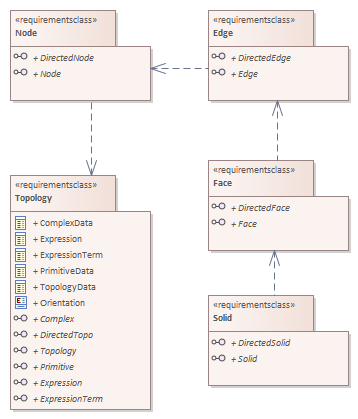 «requirementsclass»
Node
+ DirectedNode
+ Node
«requirementsclass»
Edge
+ DirectedEdge
+ Edge
«requirementsclass»
Topology
+ ComplexData
+ Expression
+ ExpressionTerm
+ PrimitiveData
+ TopologyData
+ Orientation
+ Complex
+ DirectedTopo
+ Topology
+ Primitive
+ Expression
+ ExpressionTerm
«requirementsclass»
Face
+ DirectedFace
+ Face
«requirementsclass»
Solid
+ DirectedSolid
+ Solid